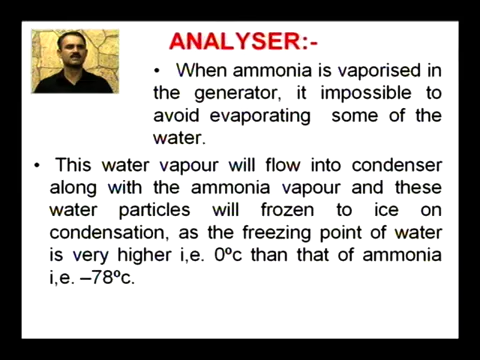 ANALYSER:-
• When ammonia is vaporised in
the generator, it impossible to
avoid evaporating some of the
water.
• This water vapour will flow into condenser
along with the ammonia vapour and these
water particles will frozen to ice on
condensation, as the freezing point of water
is very higher i,e. 0ºc than that of ammonia
i,e. –78ºc.